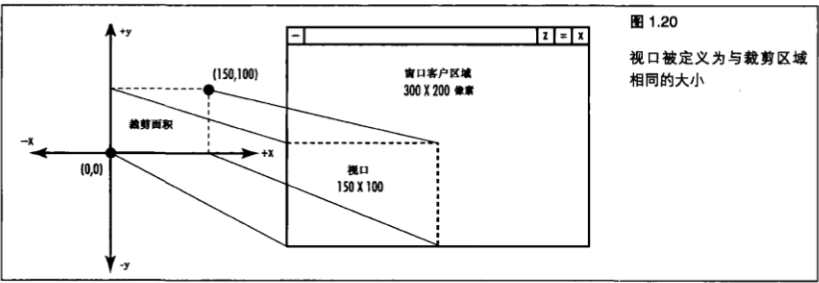 图 1.20
视口被定义为与裁剪区域
相同的大小
+y
- Z = X
(150,100)
窗口客户区域
300 X 200 像素
裁剪面积
-X
+X
(0,0)
视口
150 X 100
-y